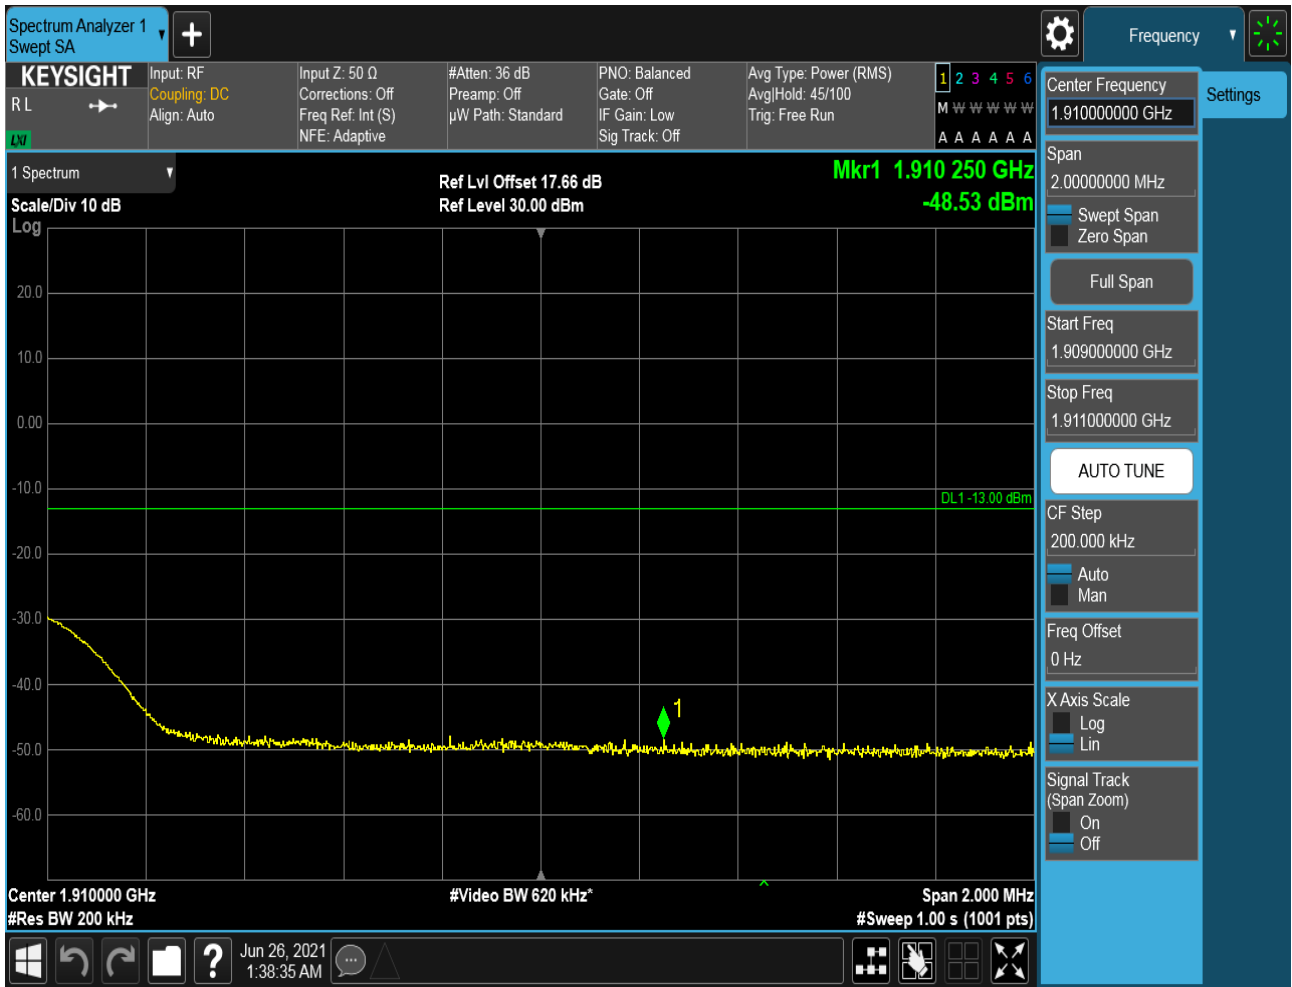 Spectrum Analyzer 1
Swept SA
Frequency
KEYSIGHT
R L
LXI
Input: RF
Coupling: DC
Align: Auto
Input Z: 50 Ω
Corrections: Off
Freq Ref: Int (S)
NFE: Adaptive
#Atten: 36 dB
Preamp: Off
µW Path: Standard
PNO: Balanced
Gate: Off
IF Gain: Low
Sig Track: Off
Avg Type: Power (RMS)
Avg|Hold: 45/100
Trig: Free Run
1 2 3 4 5 6
M W W W W W
A A A A A A
1 Spectrum
Scale/Div 10 dB
Log
Ref Lvl Offset 17.66 dB
Ref Level 30.00 dBm
Mkr1 1.910 250 GHz
-48.53 dBm
20.0
10.0
0.00
-10.0
DL1 -13.00 dBm
-20.0
-30.0
-40.0
1
-50.0
-60.0
Center 1.910000 GHz
#Video BW 620 kHz*
Span 2.000 MHz
#Res BW 200 kHz
#Sweep 1.00 s (1001 pts)
Jun 26, 2021
1:38:35 AM
Settings
Center Frequency
1.910000000 GHz
Span
2.00000000 MHz
Swept Span
Zero Span
Full Span
Start Freq
1.909000000 GHz
Stop Freq
1.911000000 GHz
AUTO TUNE
CF Step
200.000 kHz
Auto
Man
Freq Offset
0 Hz
X Axis Scale
Log
Lin
Signal Track
(Span Zoom)
On
Off